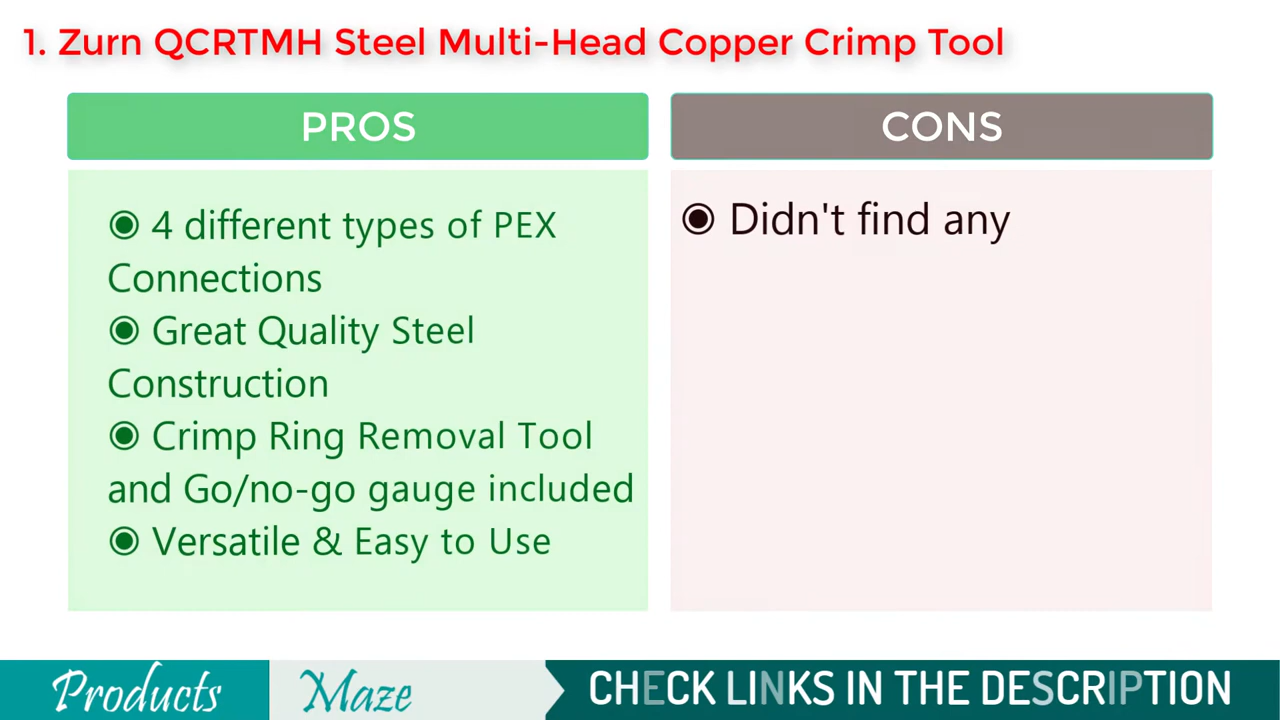 1. Zurn QCRTMH Steel Multi-Head Copper Crimp Tool
PROS
◉ 4 different types of PEX
Connections
◉ Great Quality Steel
Construction
◉ Crimp Ring Removal Tool
and Go/no-go gauge included
◉ Versatile & Easy to Use
CONS
◉ Didn't find any
Products Maze
CHECK LINKS IN THE DESCRIPTION